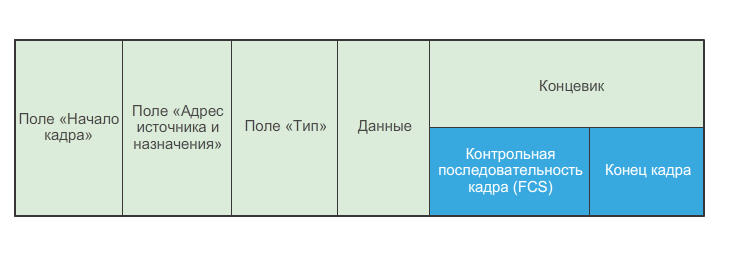 Поле «Начало
кадра»
Поле «Адрес
источника и
назначения»
Поле «Тип»
Данные
Концевик
Контрольная
последовательность
кадра (FCS)
Конец кадра